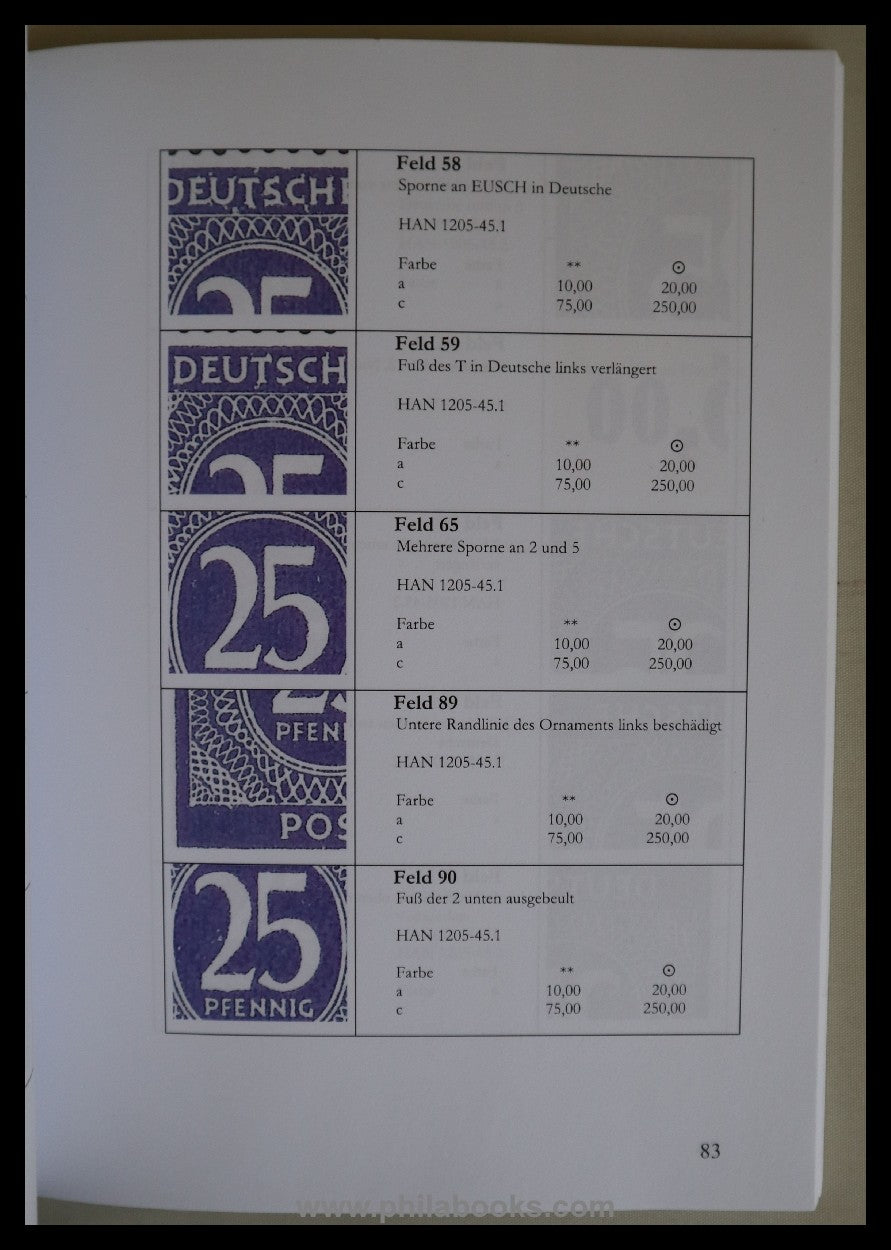 DEUTSCH
25
Feld 58
Sporne an EUSCH in Deutsche
HAN 1205-45.1
Farbe ** ⊙
a 10,00 20,00
c 75,00 250,00
DEUTSCH
25
Feld 59
Fuß des T in Deutsche links verlängert
HAN 1205-45.1
Farbe ** ⊙
a 10,00 20,00
c 75,00 250,00
25
Feld 65
Mehrere Sporne an 2 und 5
HAN 1205-45.1
Farbe ** ⊙
a 10,00 20,00
c 75,00 250,00
25
PFEN
POS
Feld 89
Untere Randlinie des Ornaments links beschädigt
HAN 1205-45.1
Farbe ** ⊙
a 10,00 20,00
c 75,00 250,00
25
PFENNIG
Feld 90
Fuß der 2 unten ausgebeult
HAN 1205-45.1
Farbe ** ⊙
a 10,00 20,00
c 75,00 250,00
83
www.philabooks.com